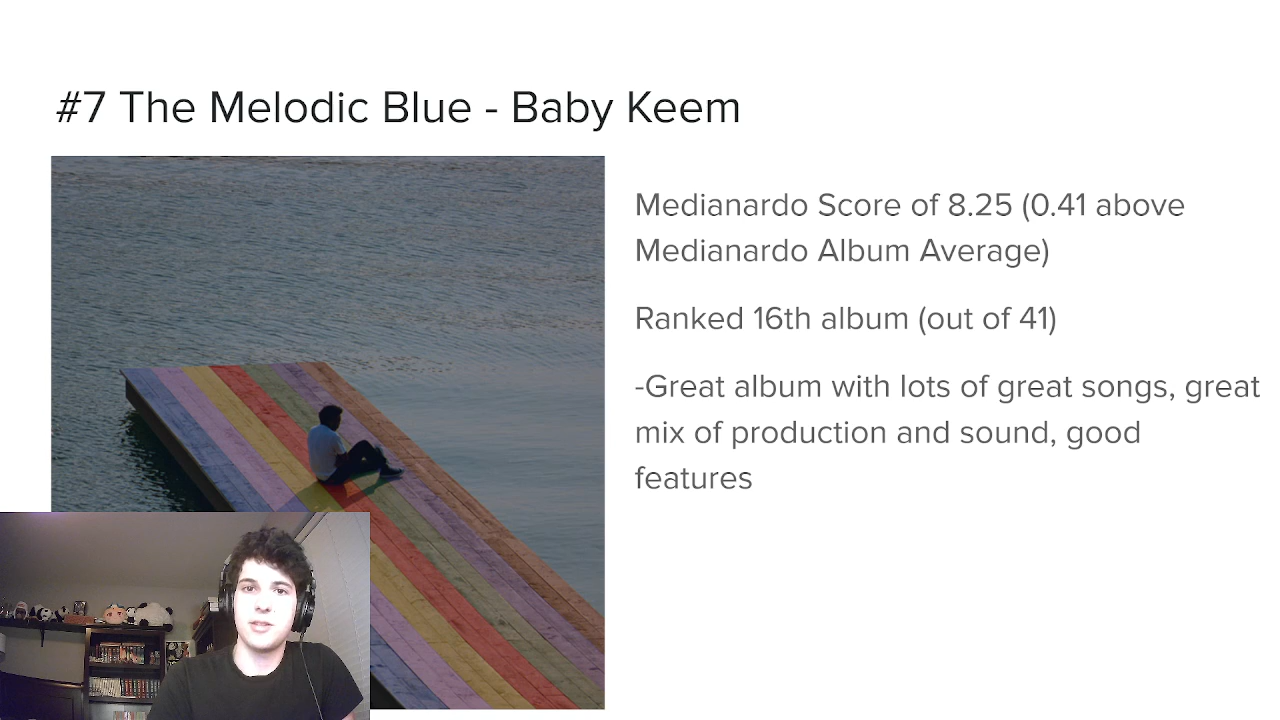 #7 The Melodic Blue - Baby Keem
Medianardo Score of 8.25 (0.41 above
Medianardo Album Average)
Ranked 16th album (out of 41)
-Great album with lots of great songs, great
mix of production and sound, good
features